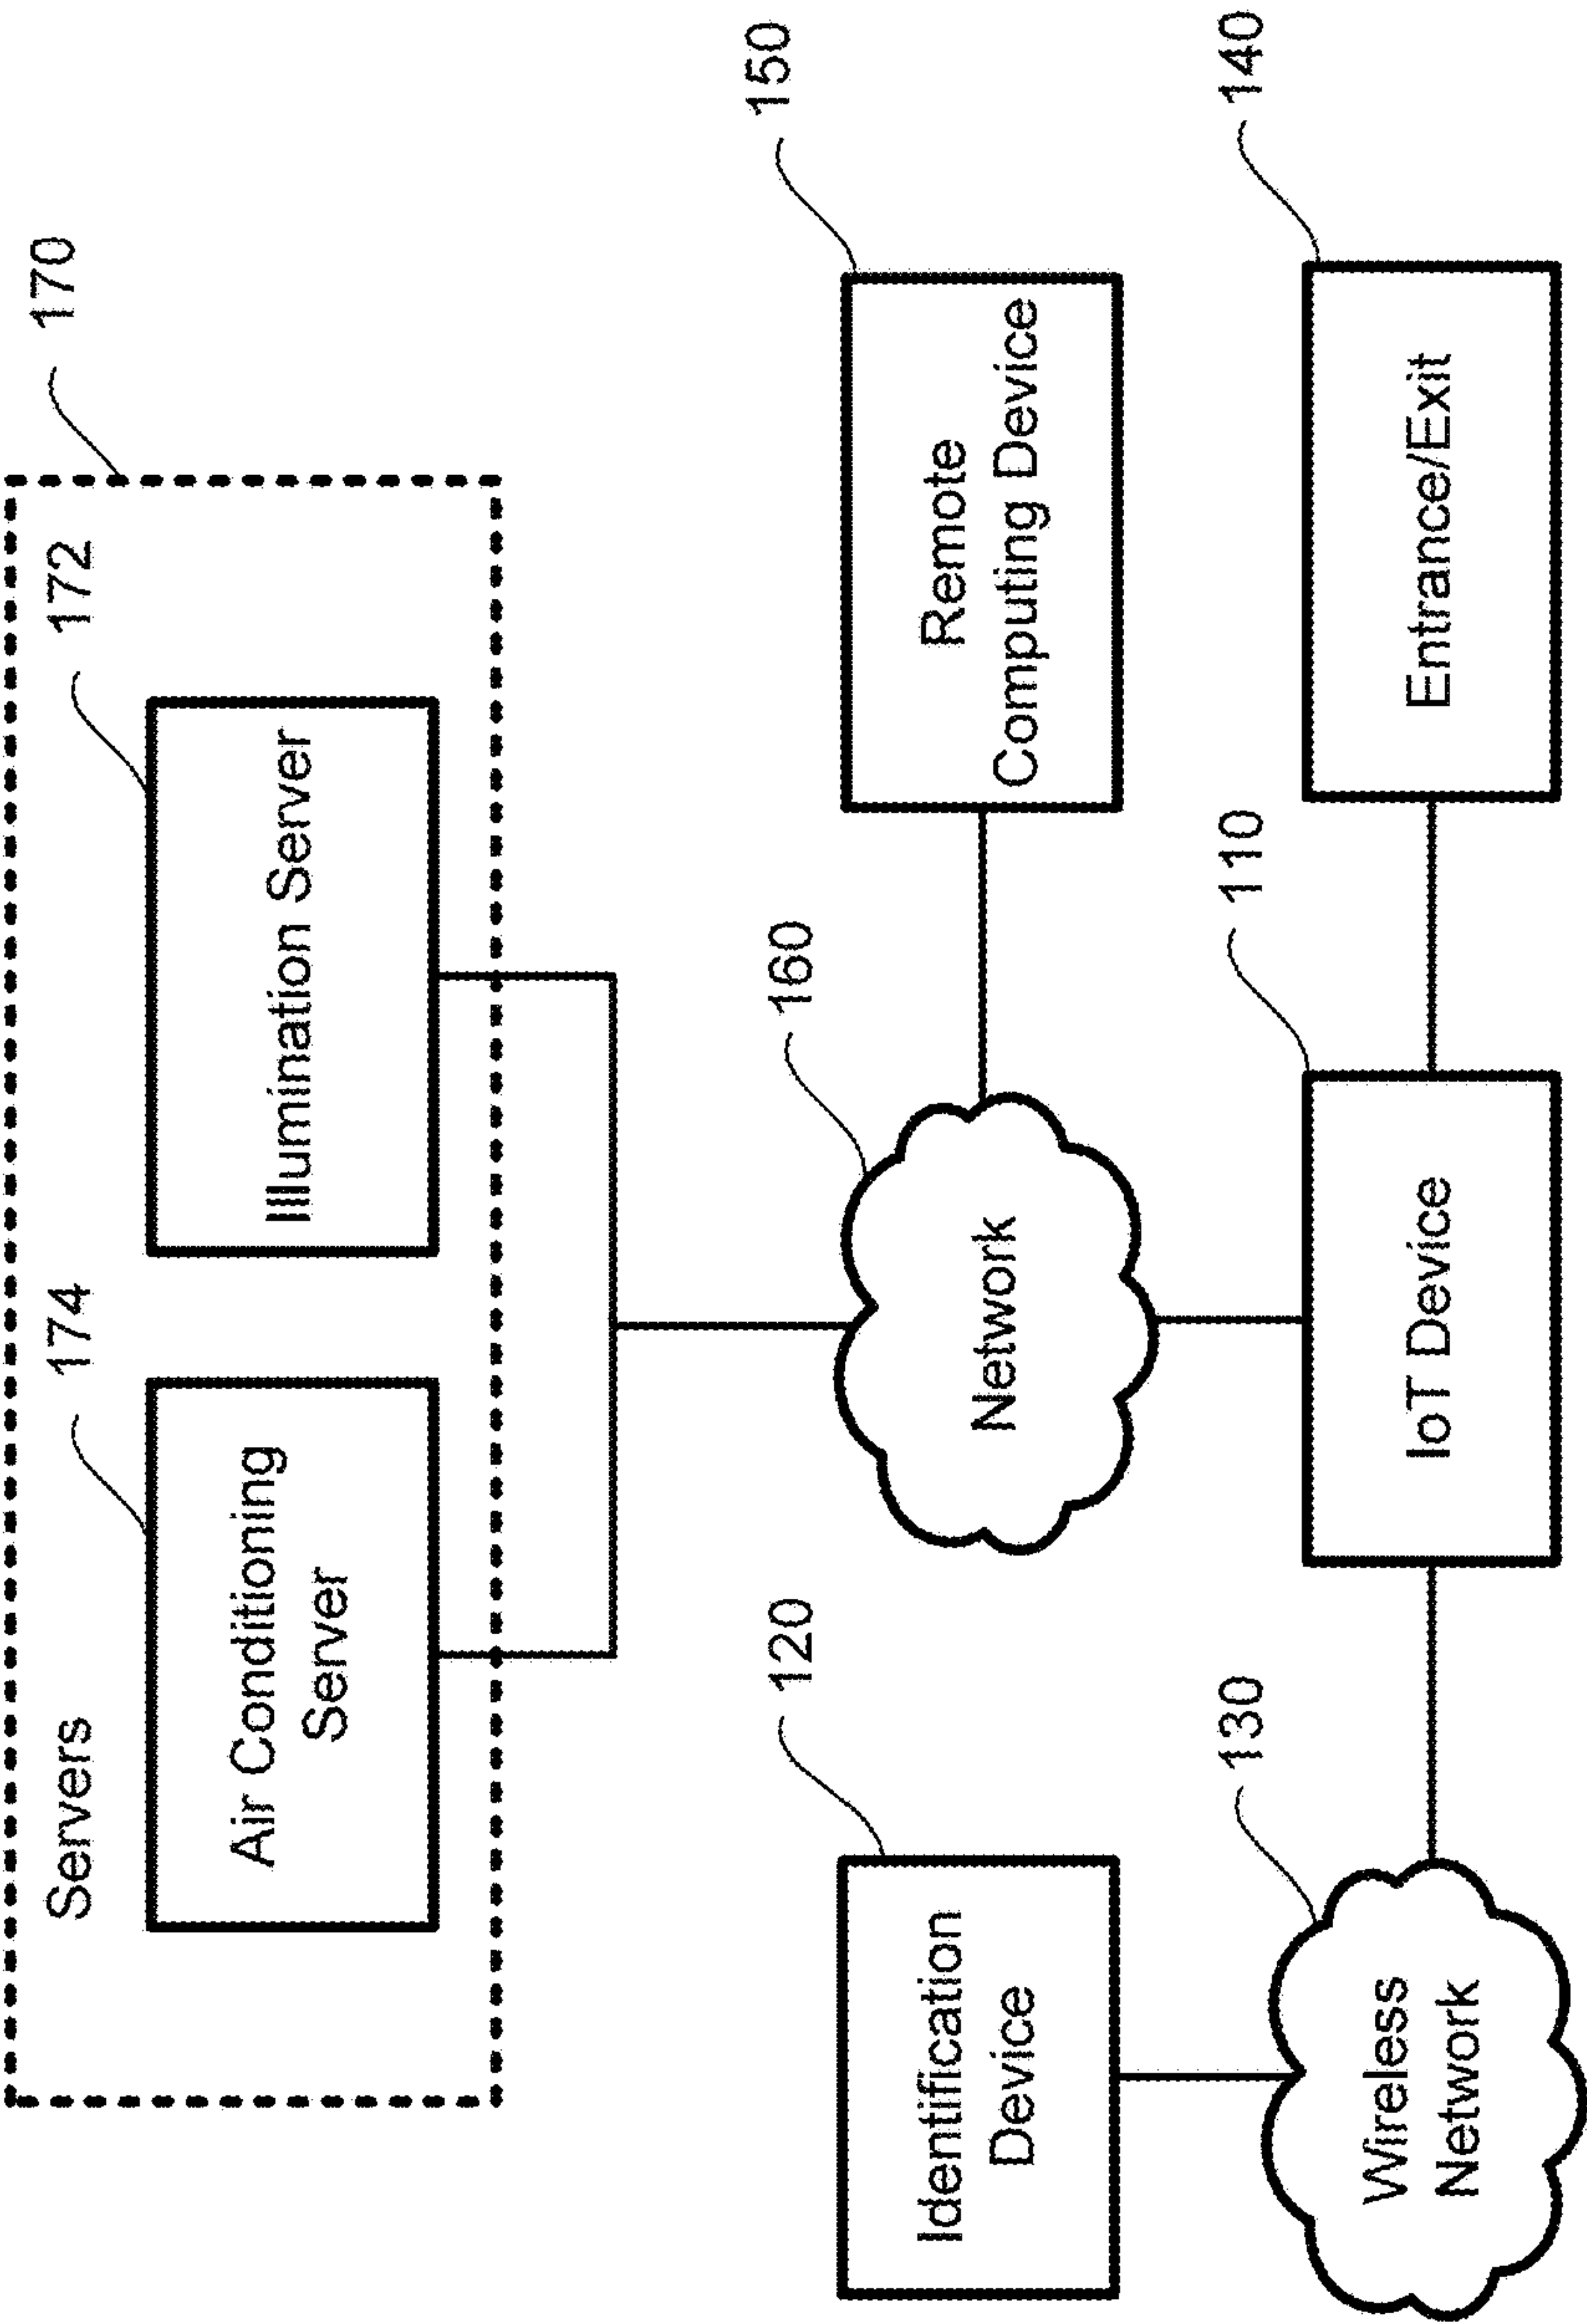 170
Servers
174
172
Air Conditioning
Server
Illumination Server
120
160
150
Identification
Device
Network
Remote
Computing Device
130
110
140
Wireless
Network
IoT Device
Entrance/Exit